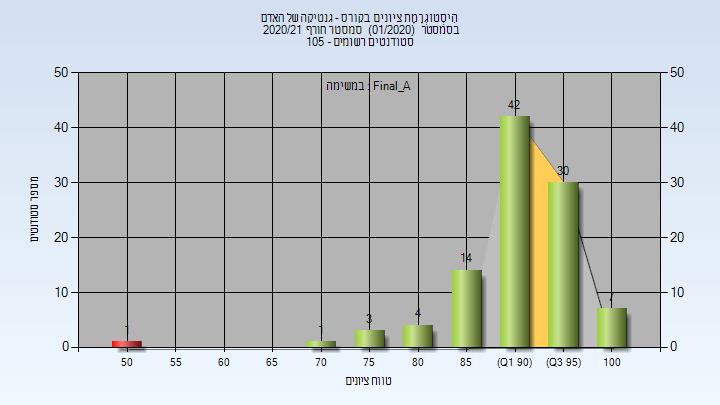 היסטוגרמת ציונים בקורס - גנטיקה של האדם
בסמסטר (01/2020) סמסטר חורף 2020/21
סטודנטים רשומים - 105
במשימה : Final_A
מספר סטודנטים
50 50
40 40
30 30
20 20
10 10
0 0
1 1 3 4 14 42 30 7
50 55 60 65 70 75 80 85 (Q1 90) (Q3 95) 100
טווח ציונים